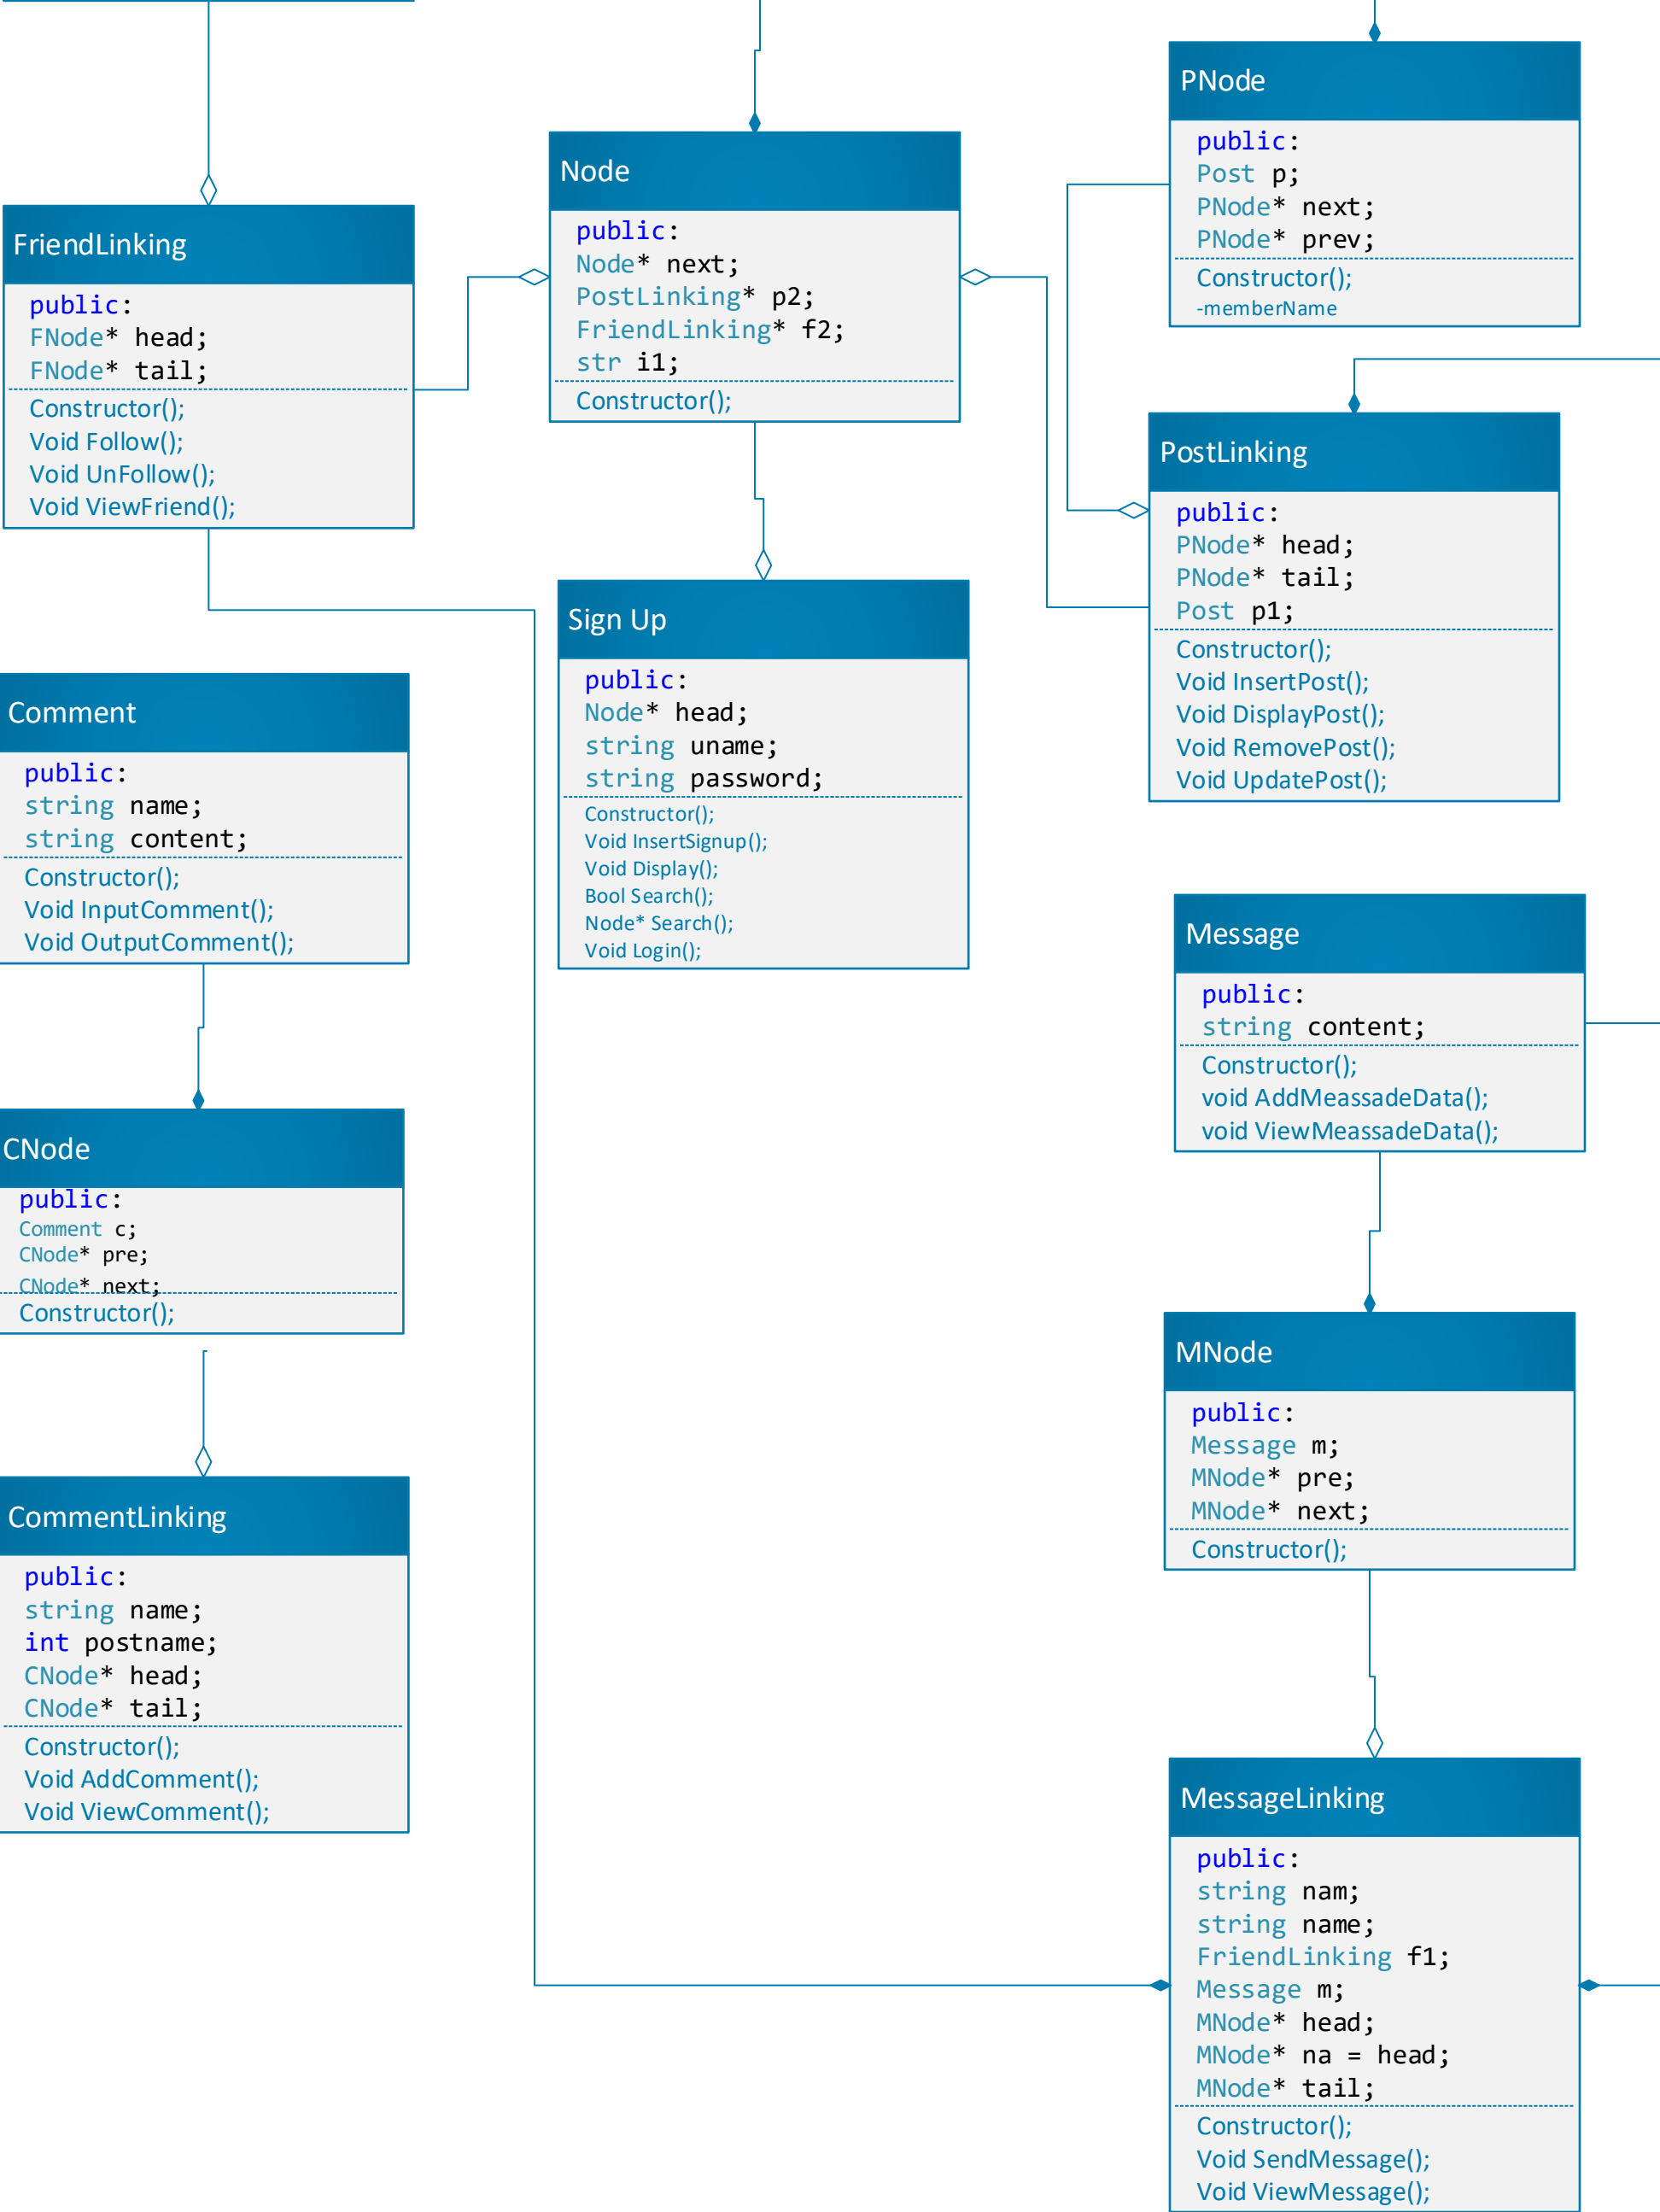 FriendLinking
public:
FNode* head;
FNode* tail;
Constructor();
Void Follow();
Void UnFollow();
Void ViewFriend();
Node
public:
Node* next;
PostLinking* p2;
FriendLinking* f2;
str i1;
Constructor();
PNode
public:
Post p;
PNode* next;
PNode* prev;
Constructor();
-memberName
PostLinking
public:
PNode* head;
PNode* tail;
Post p1;
Constructor();
Void InsertPost();
Void DisplayPost();
Void RemovePost();
Void UpdatePost();
Sign Up
public:
Node* head;
string uname;
string password;
Constructor();
Void InsertSignup();
Void Display();
Bool Search();
Node* Search();
Void Login();
Comment
public:
string name;
string content;
Constructor();
Void InputComment();
Void OutputComment();
CNode
public:
Comment c;
CNode* pre;
CNode* next;
Constructor();
CommentLinking
public:
string name;
int postname;
CNode* head;
CNode* tail;
Constructor();
Void AddComment();
Void ViewComment();
Message
public:
string content;
Constructor();
void AddMeassadeData();
void ViewMeassadeData();
MNode
public:
Message m;
MNode* pre;
MNode* next;
Constructor();
MessageLinking
public:
string nam;
string name;
FriendLinking f1;
Message m;
MNode* head;
MNode* na = head;
MNode* tail;
Constructor();
Void SendMessage();
Void ViewMessage();